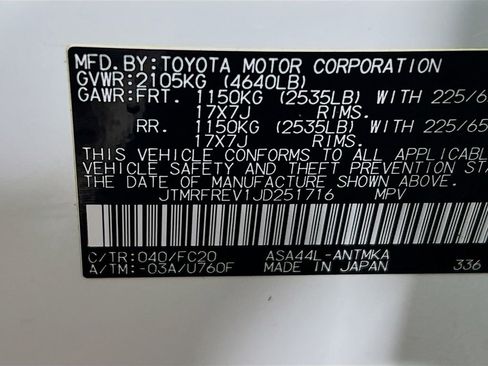 MFD. BY: TOYOTA MOTOR CORPORATION
GVWR: 2105KG (4640LB)
GAWR: FRT. 1150KG (2535LB) WITH 225/6
17X7J RIMS.
RR. 1150KG (2535LB) WITH 225/65
17X7J RIMS.
THIS VEHICLE CONFORMS TO ALL APPLICABL
VEHICLE SAFETY AND THEFT PREVENTION STA
DATE OF MANUFACTURE SHOWN ABOVE.
JTMRFREV1JD251716 MPV
C/TR: 040/FC20 ASA44L-ANTMKA
A/TM: -03A/U760F MADE IN JAPAN 336